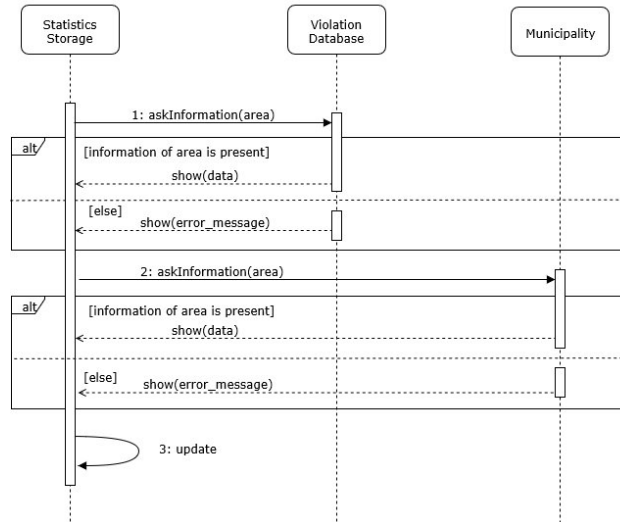 Statistics
Storage
Violation
Database
Municipality
1: askInformation(area)
alt
[information of area is present]
show(data)
[else]
show(error_message)
2: askInformation(area)
alt
[information of area is present]
show(data)
[else]
show(error_message)
3: update